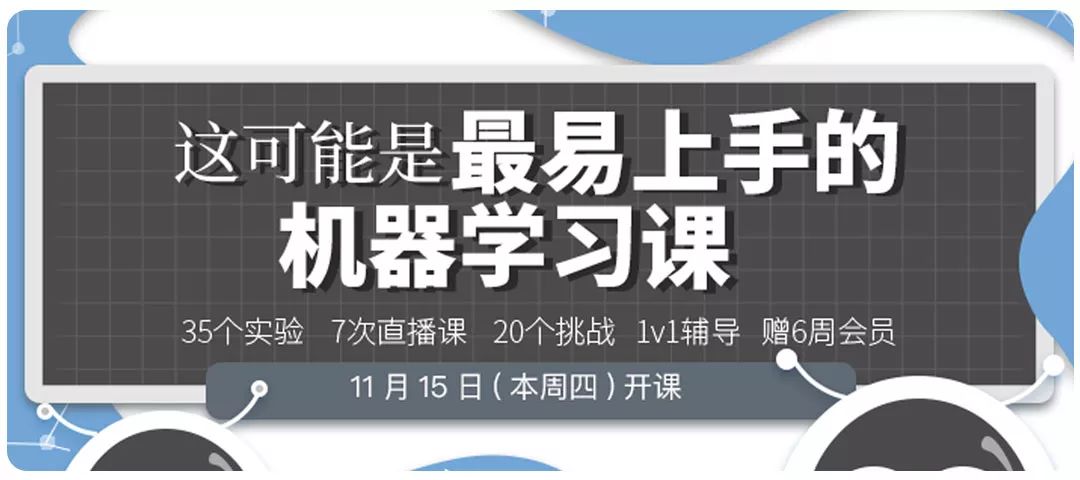 这可能是最易上手的
机器学习课
35个实验 7次直播课 20个挑战 1v1辅导 赠6周会员
11 月 15 日 ( 本周四 ) 开课